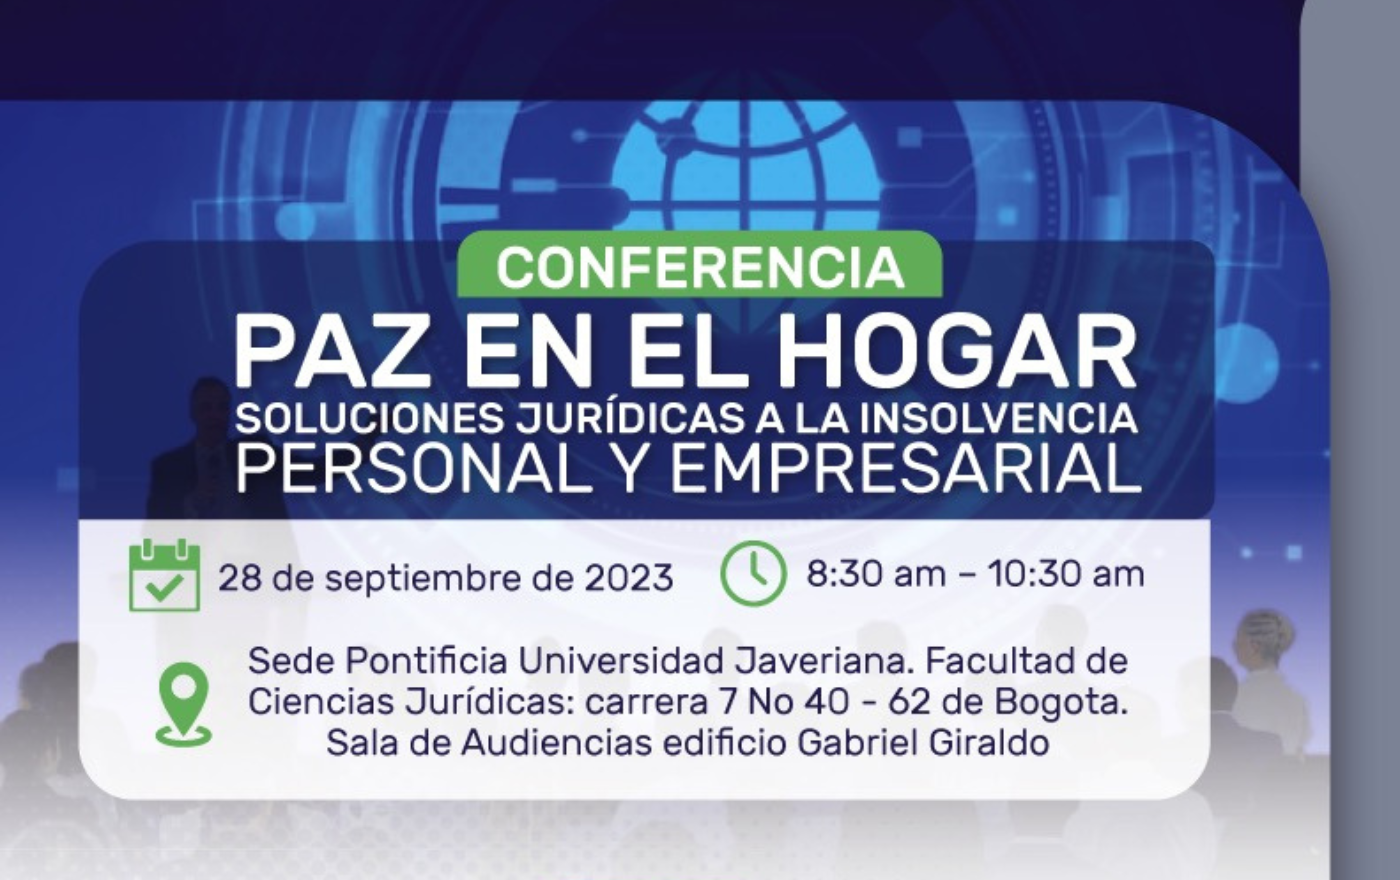 CONFERENCIA
PAZ EN EL HOGAR
SOLUCIONES JURÍDICAS A LA INSOLVENCIA
PERSONAL Y EMPRESARIAL
28 de septiembre de 2023
8:30 am – 10:30 am
Sede Pontificia Universidad Javeriana. Facultad de
Ciencias Jurídicas: carrera 7 No 40 - 62 de Bogota.
Sala de Audiencias edificio Gabriel Giraldo